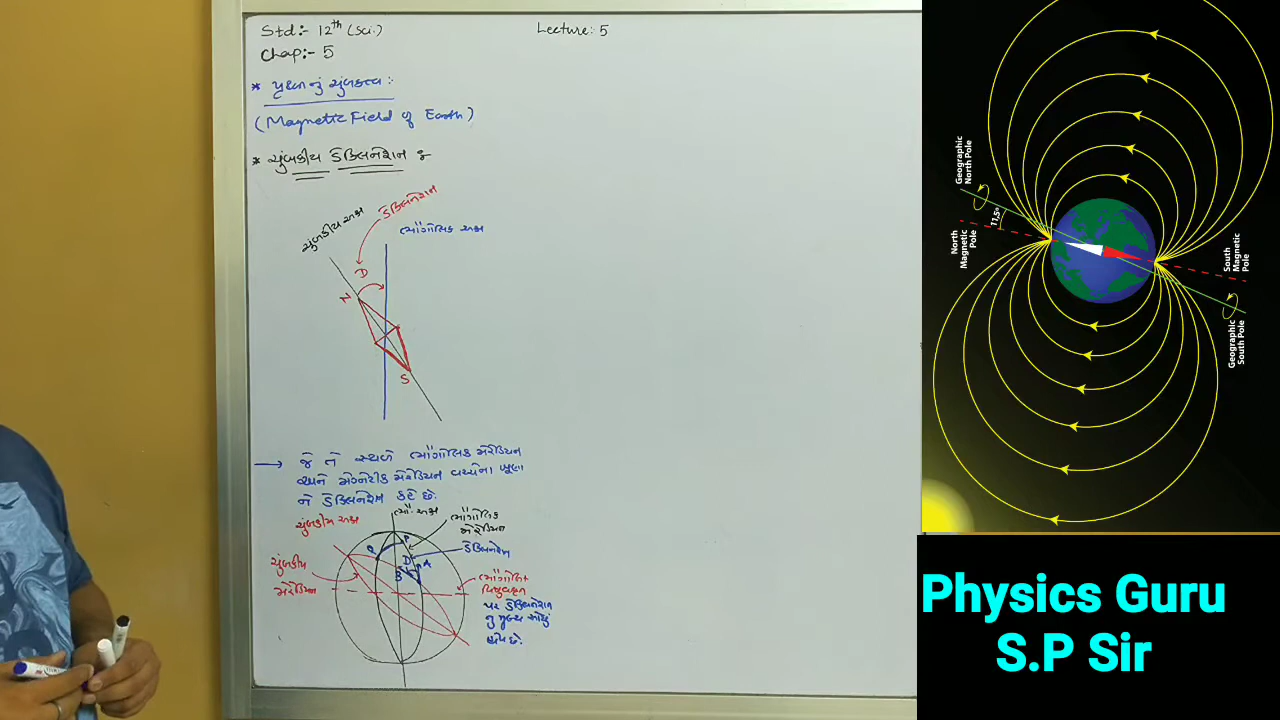 Std:- 12th (Sci.)
Lecture: 5
Chap:- 5
* પૃથ્વીનું ચુંબકત્વ :
(Magnetic Field of Earth)
* ચુંબકીય ડેક્લિનેશન :
ચુંબકીય અક્ષ
ડેક્લિનેશન
ભૌગોલિક અક્ષ
D
N
S
→ જે તે સ્થળે ભૌગોલિક મેરેડિયન
અને મેગ્નેટીક મેરેડિયન વચ્ચેના ખૂણા
ને ડેક્લિનેશન કહે છે.
ચુંબકીય અક્ષ
ભૌ. અક્ષ
ભૌગોલિક
મેરેડિયન
ડેક્લિનેશન
ચુંબકીય
મેરેડિયન
P
Q
D
A
B
ભૌગોલિક
વિષુવવૃત્ત
પર ડેક્લિનેશન
નુ મૂલ્ય ઓછું
હોય છે.
Geographic
North Pole
11.5°
North
Magnetic
Pole
South
Magnetic
Pole
Geographic
South Pole
Physics Guru
S.P Sir